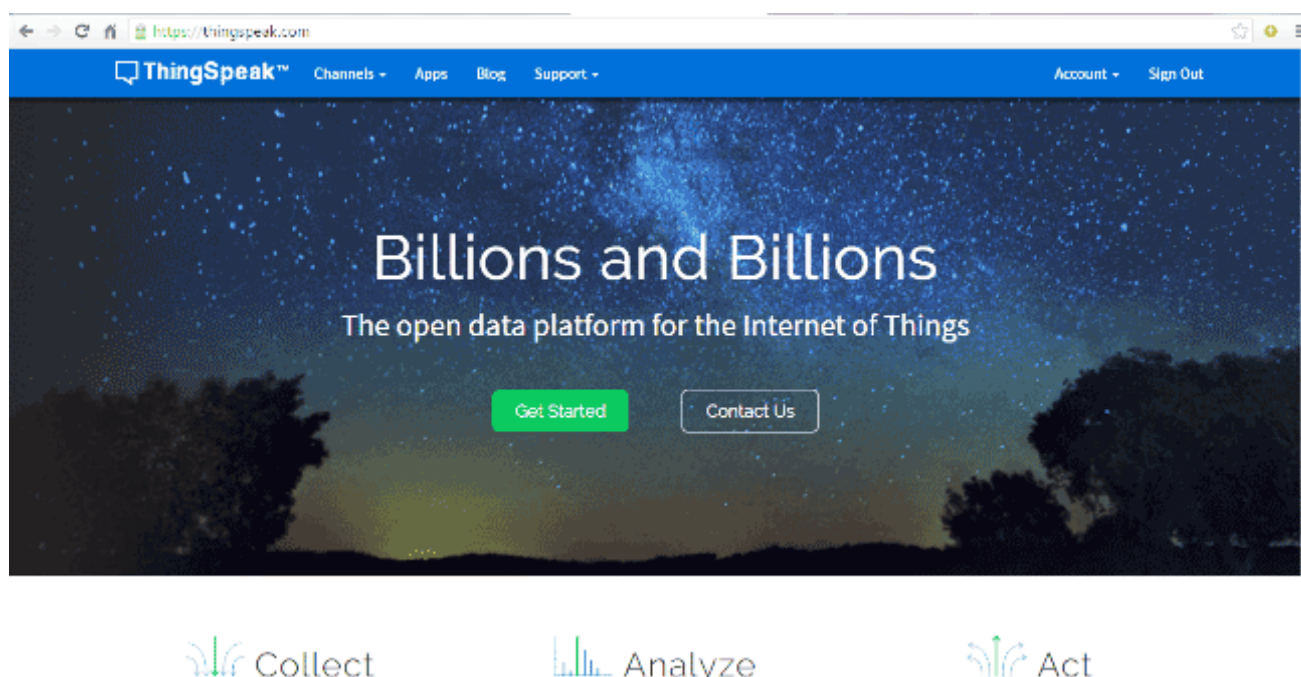 https://thingspeak.com
ThingSpeak™ Channels Apps Blog Support Account Sign Out
Billions and Billions
The open data platform for the Internet of Things
Get Started Contact Us
Collect Analyze Act